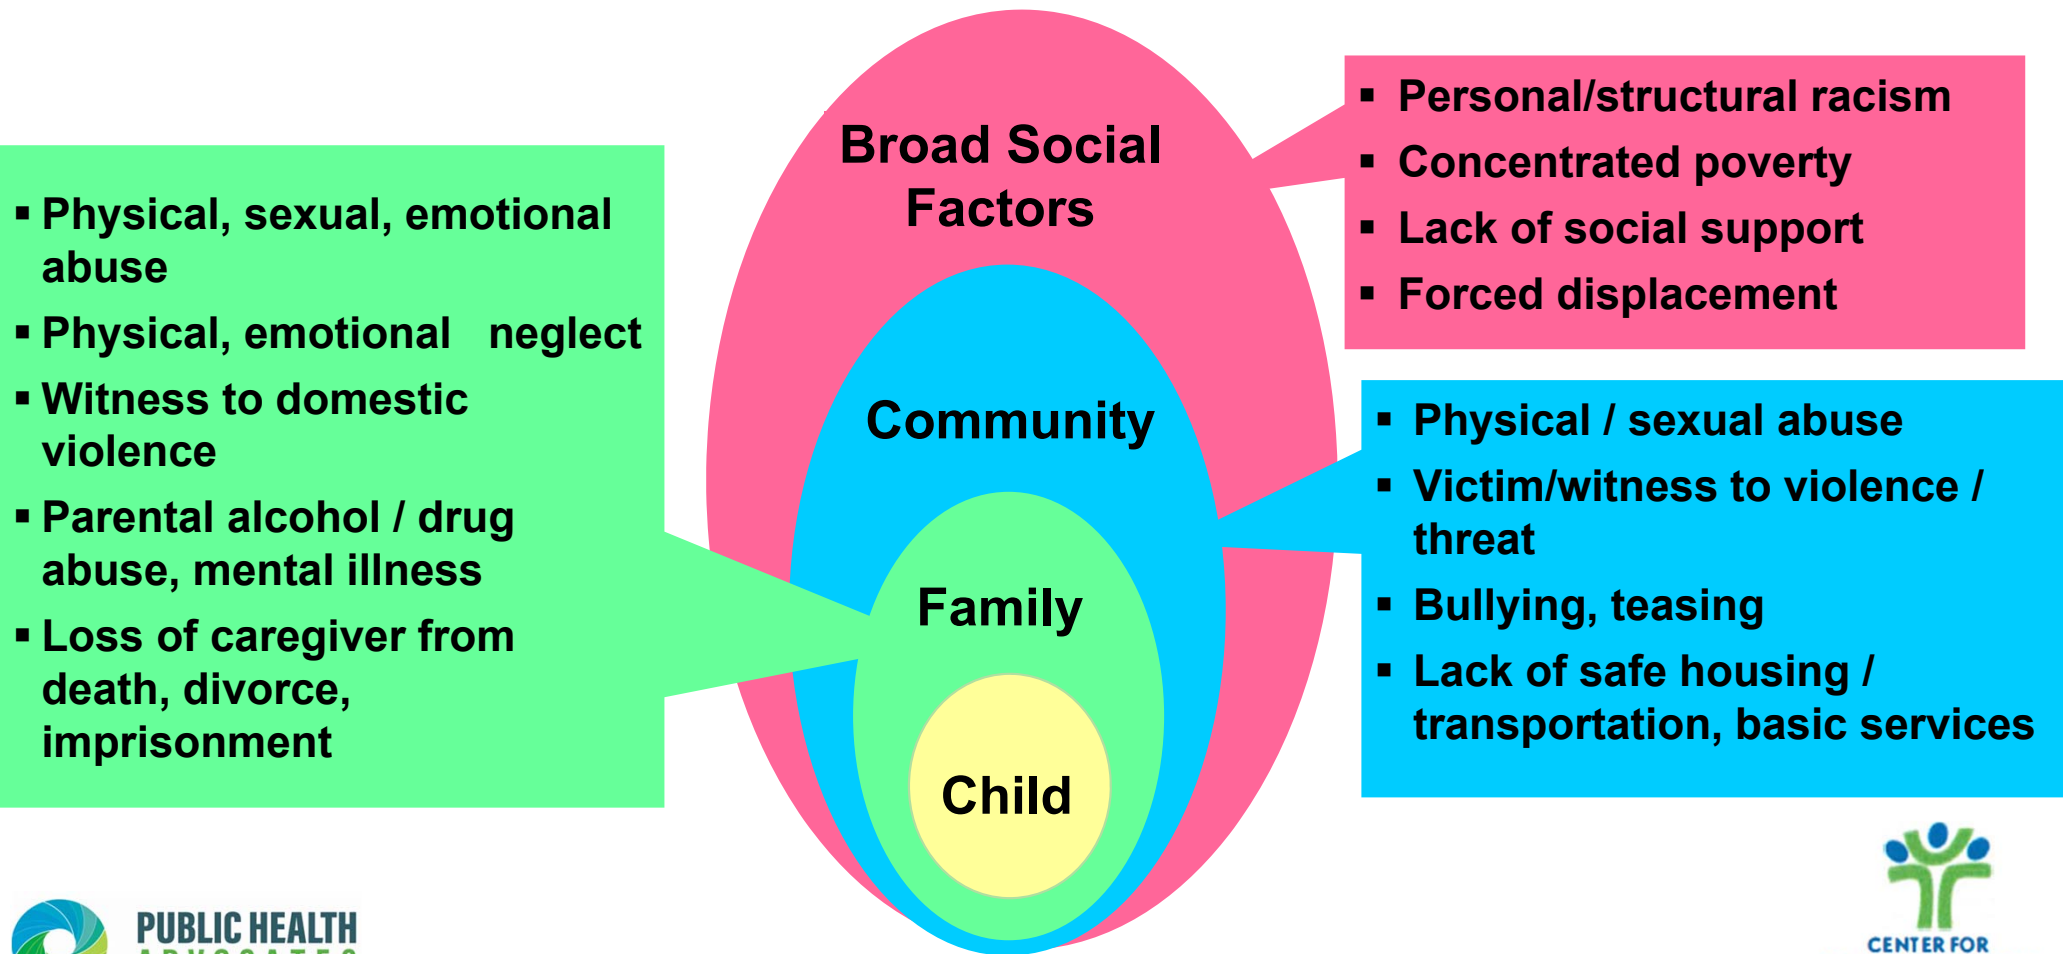 Broad Social
Factors
Community
Family
Child
▪ Physical, sexual, emotional
abuse
▪ Physical, emotional neglect
▪ Witness to domestic
violence
▪ Parental alcohol / drug
abuse, mental illness
▪ Loss of caregiver from
death, divorce,
imprisonment
▪ Personal/structural racism
▪ Concentrated poverty
▪ Lack of social support
▪ Forced displacement
▪ Physical / sexual abuse
▪ Victim/witness to violence /
threat
▪ Bullying, teasing
▪ Lack of safe housing /
transportation, basic services
PUBLIC HEALTH
ADVOCATES
CENTER FOR